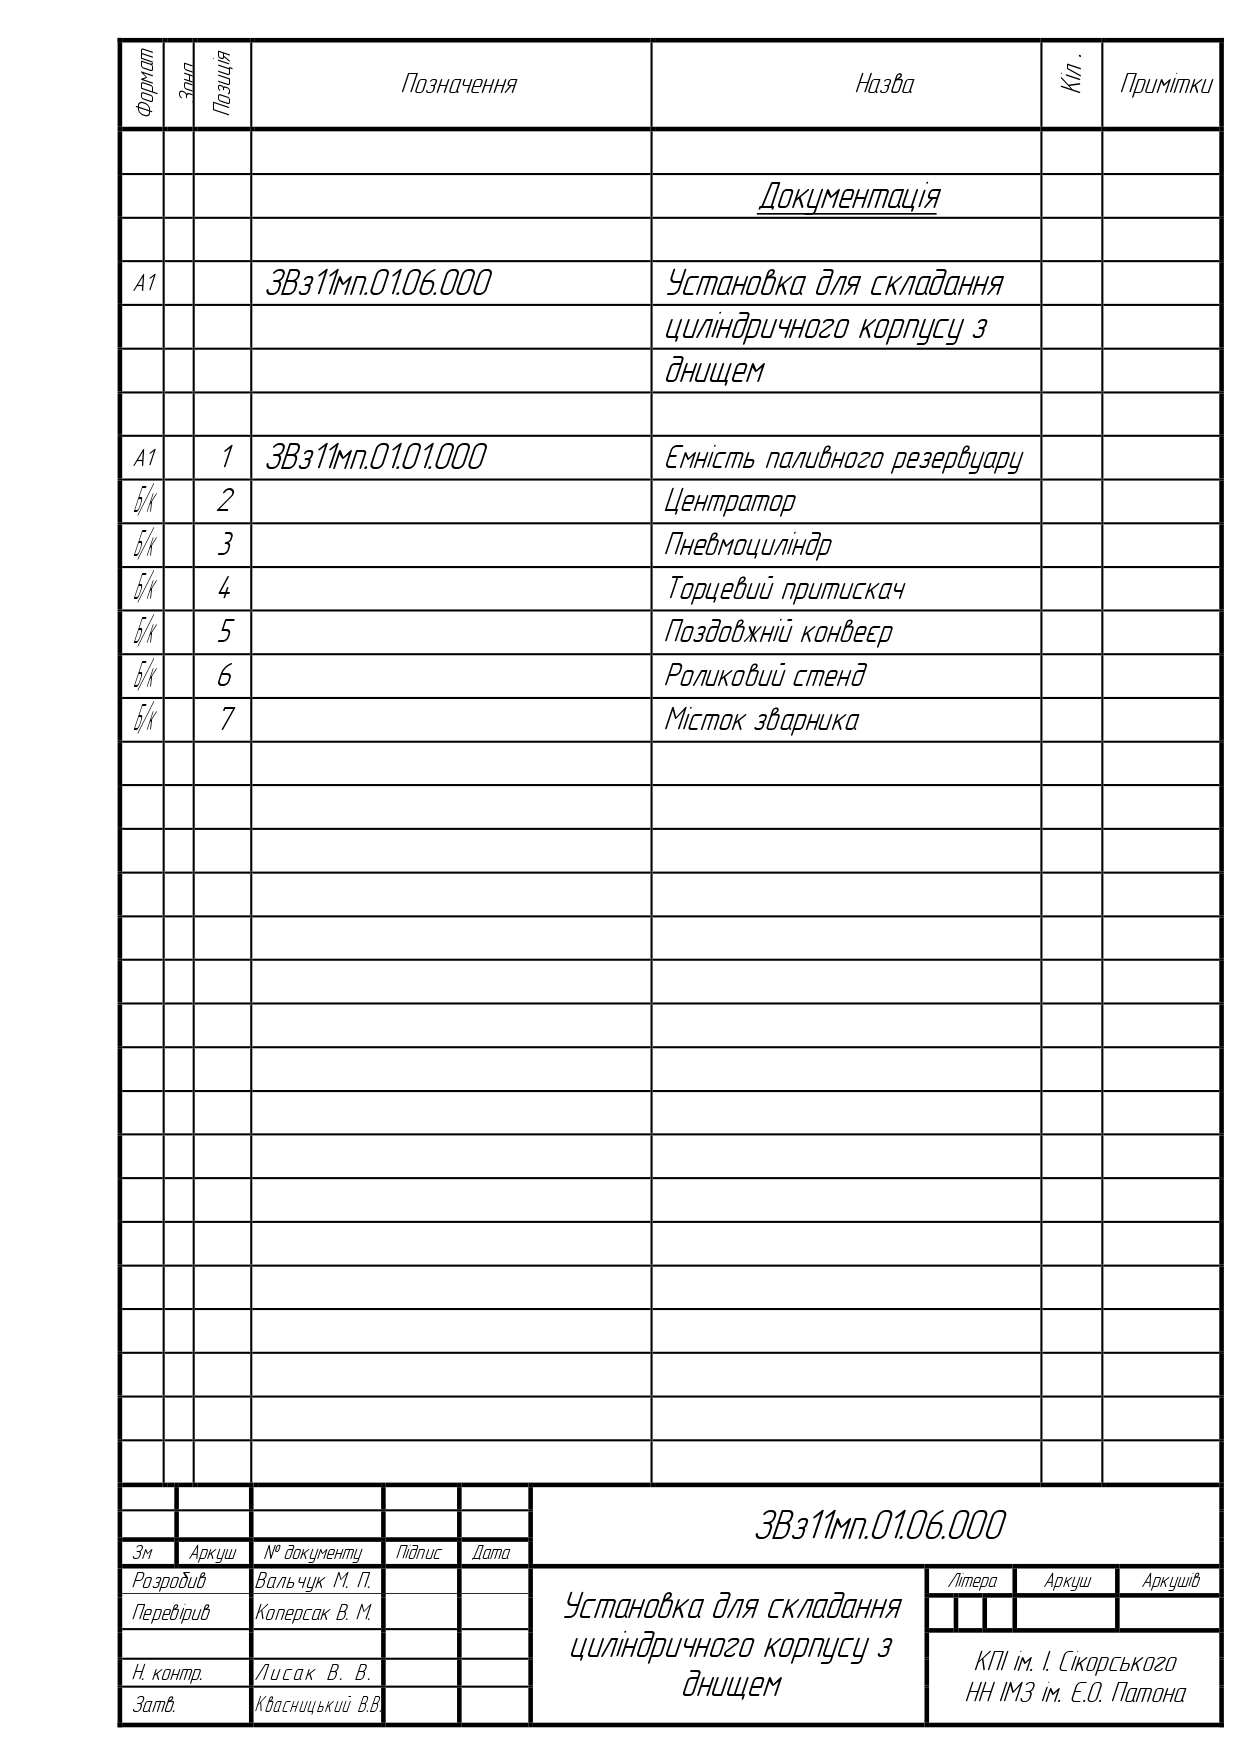 Формат Зона Позиція Позначення Назва Кіл. Примітки
Документація
А1 ЗВз11мп.01.06.000 Установка для складання
циліндричного корпусу з
днищем
А1 1 ЗВз11мп.01.01.000 Ємність паливного резервуару
Б/к 2 Центратор
Б/к 3 Пневмоциліндр
Б/к 4 Торцевий притискач
Б/к 5 Поздовжній конвеєр
Б/к 6 Роликовий стенд
Б/к 7 Місток зварника
ЗВз11мп.01.06.000
Зм Аркуш № документу Підпис Дата
Розробив Вальчук М. П.
Перевірив Коперсак В. М.
Н. контр. Лисак В. В.
Затв. Квасницький В.В.
Установка для складання
циліндричного корпусу з
днищем
Літера Аркуш Аркушів
КПІ ім. І. Сікорського
НН ІМЗ ім. Є.О. Патона